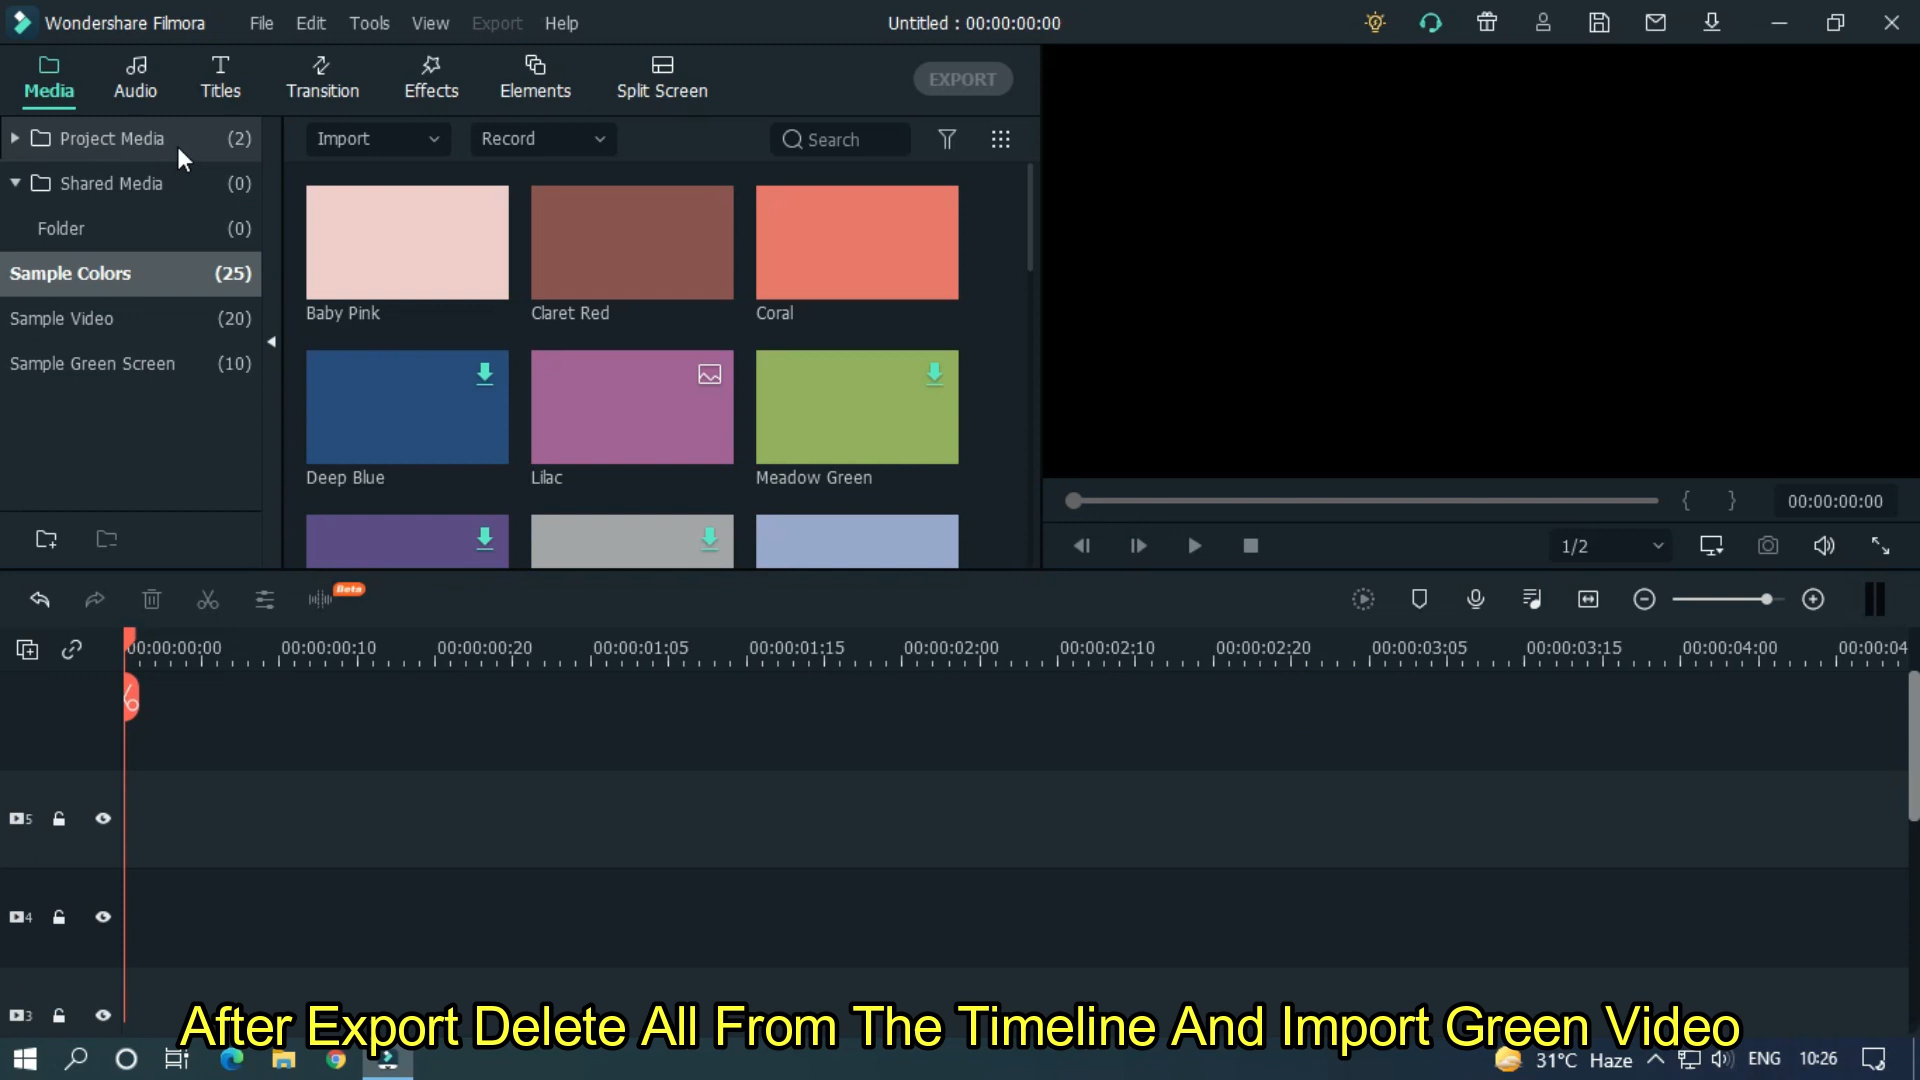 Wondershare Filmora File Edit Tools View Export Help Untitled : 00:00:00:00
Media Audio Titles Transition Effects Elements Split Screen EXPORT
Project Media (2)
Shared Media (0)
Folder (0)
Sample Colors (25)
Sample Video (20)
Sample Green Screen (10)
Import Record Search
Baby Pink Claret Red Coral
Deep Blue Lilac Meadow Green
00:00:00:00
1/2
Beta
00:00:00:00 00:00:00:10 00:00:00:20 00:00:01:05 00:00:01:15 00:00:02:00 00:00:02:10 00:00:02:20 00:00:03:05 00:00:03:15 00:00:04:00 00:00:04
5
4
3
After Export Delete All From The Timeline And Import Green Video
31°C Haze ENG 10:26